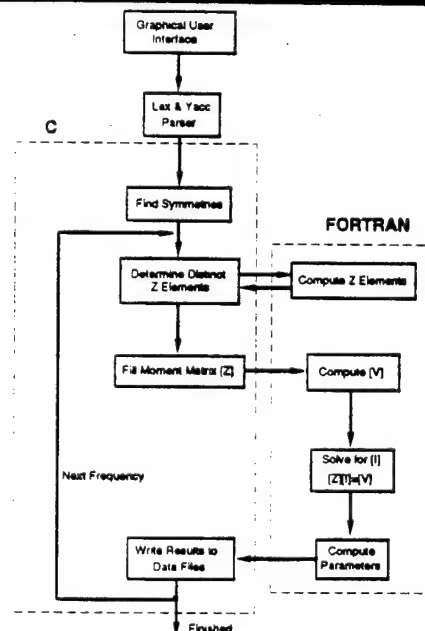 Graphical User
Interface
Lex & Yacc
Parser
C
Find Symmetries
FORTRAN
Determine Distinct
Z Elements
Compute Z Elements
Fill Moment Matrix [Z]
Compute [V]
Solve for [I]
[Z][I]=[V]
Next Frequency
Write Results to
Data Files
Compute
Parameters
Finished